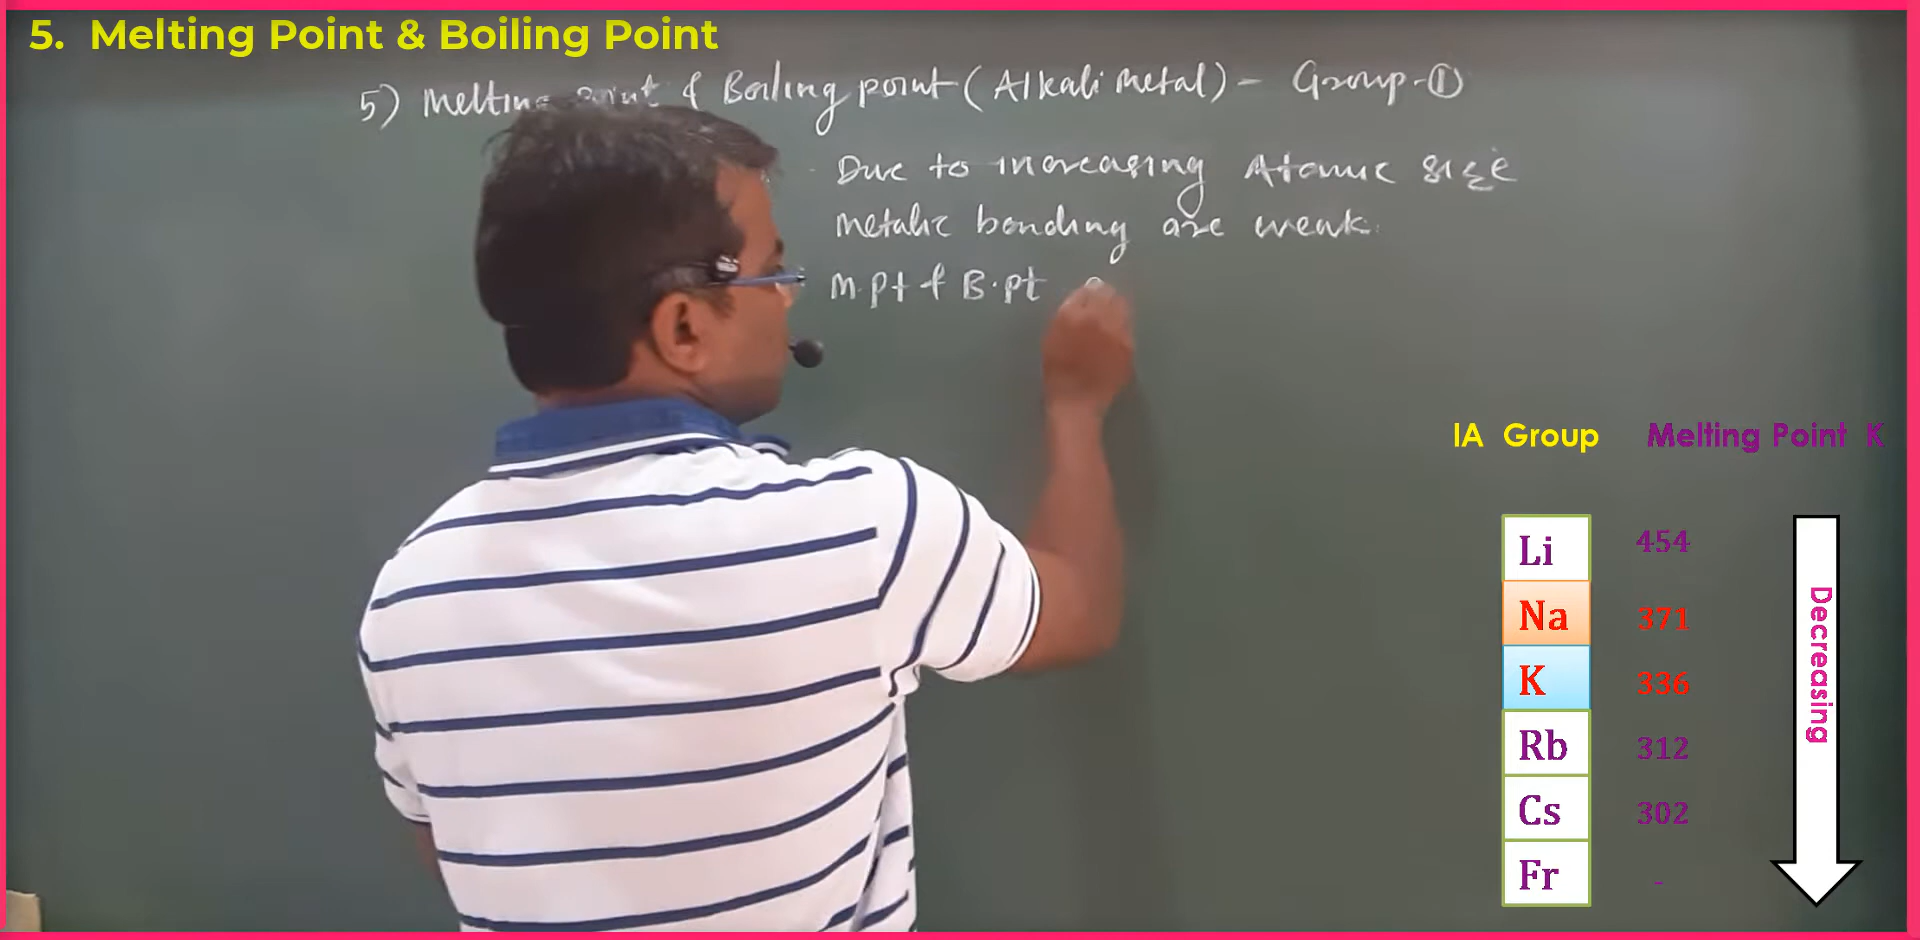 5. Melting Point & Boiling Point
5) Melting Point & Boiling point (Alkali Metal) - Group-①
Due to increasing Atomic size
Metalic bonding are weak.
M.Pt & B.pt
IA Group Melting Point K
Li 454
Na 371
K 336
Rb 312
Cs 302
Fr -
Decreasing